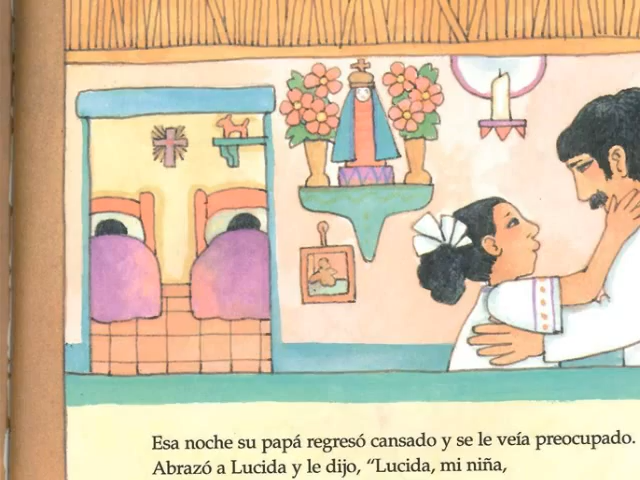 Esa noche su papá regresó cansado y se le veía preocupado.
Abrazó a Lucida y le dijo, “Lucida, mi niña,